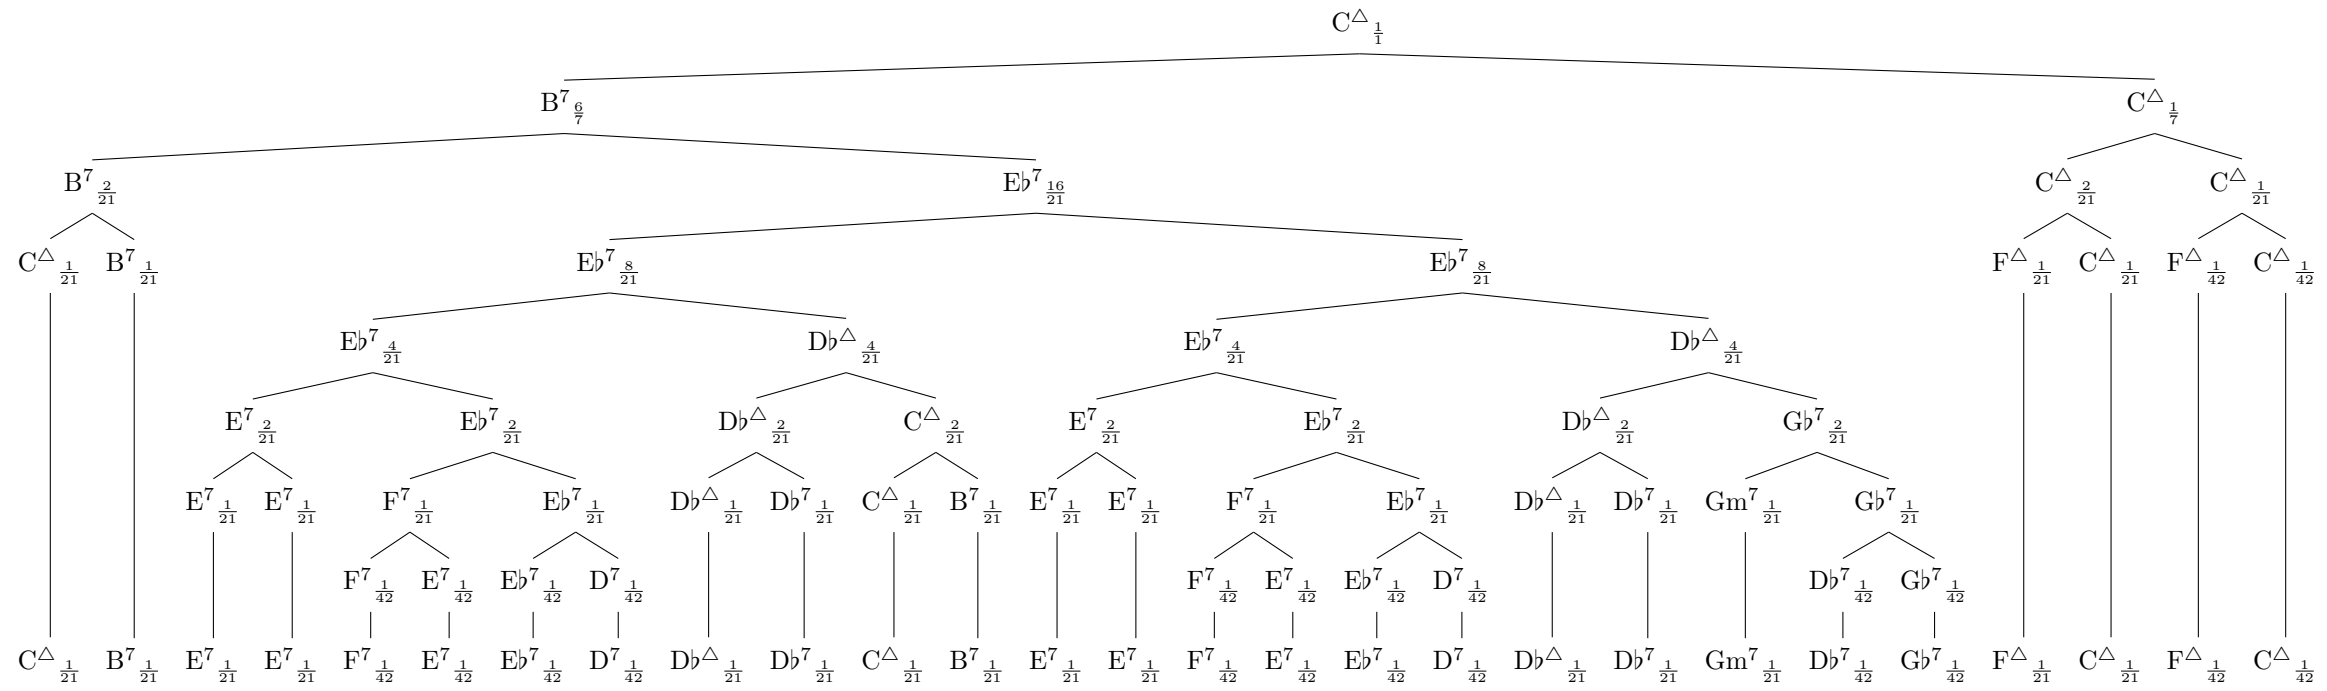 C△ 1/1
B7 6/7 C△ 1/7
B7 2/21 E♭7 16/21 C△ 2/21 C△ 1/21
C△ 1/21 B7 1/21 E♭7 8/21 E♭7 8/21 F△ 1/21 C△ 1/21 F△ 1/42 C△ 1/42
E♭7 4/21 D♭△ 4/21 E♭7 4/21 D♭△ 4/21
E7 2/21 E♭7 2/21 D♭△ 2/21 C△ 2/21 E7 2/21 E♭7 2/21 D♭△ 2/21 G♭7 2/21
E7 1/21 E7 1/21 F7 1/21 E♭7 1/21 D♭△ 1/21 D♭7 1/21 C△ 1/21 B7 1/21 E7 1/21 E7 1/21 F7 1/21 E♭7 1/21 D♭△ 1/21 D♭7 1/21 Gm7 1/21 G♭7 1/21
F7 1/42 E7 1/42 E♭7 1/42 D7 1/42 F7 1/42 E7 1/42 E♭7 1/42 D7 1/42 D♭7 1/42 G♭7 1/42
C△ 1/21 B7 1/21 E7 1/21 E7 1/21 F7 1/42 E7 1/42 E♭7 1/42 D7 1/42 D♭△ 1/21 D♭7 1/21 C△ 1/21 B7 1/21 E7 1/21 E7 1/21 F7 1/42 E7 1/42 E♭7 1/42 D7 1/42 D♭△ 1/21 D♭7 1/21 Gm7 1/21 D♭7 1/42 G♭7 1/42 F△ 1/21 C△ 1/21 F△ 1/42 C△ 1/42